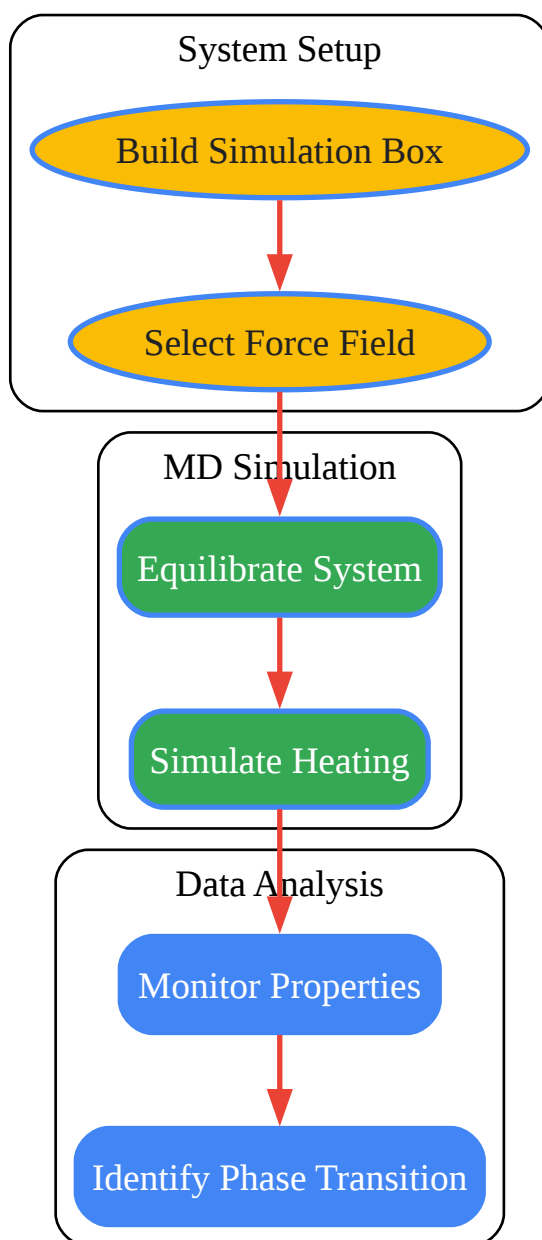 System Setup
Build Simulation Box
Select Force Field
MD Simulation
Equilibrate System
Simulate Heating
Data Analysis
Monitor Properties
Identify Phase Transition